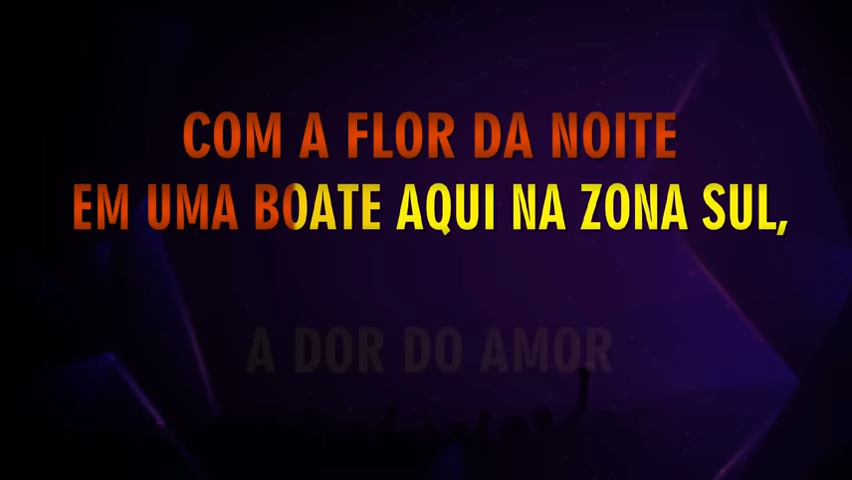 COM A FLOR DA NOITE
EM UMA BOATE AQUI NA ZONA SUL,
A DOR DO AMOR